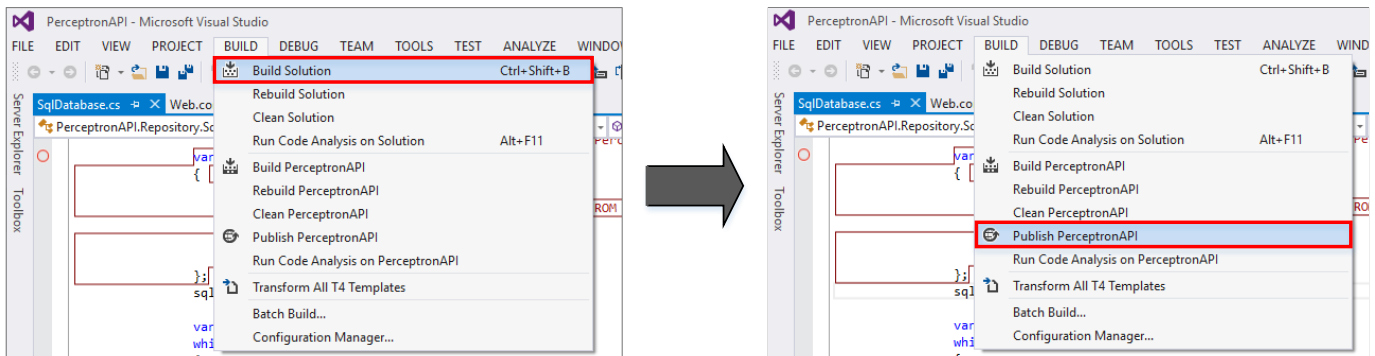 PerceptronAPI - Microsoft Visual Studio
FILE EDIT VIEW PROJECT BUILD DEBUG TEAM TOOLS TEST ANALYZE
Build Solution Ctrl+Shift+B
Rebuild Solution
SqlDatabase.cs Web.co
Clean Solution
PerceptronAPI.Repository.Sc
Run Code Analysis on Solution Alt+F11
var
Build PerceptronAPI
{
Rebuild PerceptronAPI
Clean PerceptronAPI
ROM
Publish PerceptronAPI
Run Code Analysis on PerceptronAPI
};
Transform All T4 Templates
sql
Batch Build...
var
Configuration Manager...
whi
Server Explorer
Toolbox
PerceptronAPI - Microsoft Visual Studio
FILE EDIT VIEW PROJECT BUILD DEBUG TEAM TOOLS TEST ANALYZE WIND
Build Solution Ctrl+Shift+B
Rebuild Solution
SqlDatabase.cs Web.co
Clean Solution
PerceptronAPI.Repository.Sc
Run Code Analysis on Solution Alt+F11
var
Build PerceptronAPI
{
Rebuild PerceptronAPI
Clean PerceptronAPI
Publish PerceptronAPI
Run Code Analysis on PerceptronAPI
};
Transform All T4 Templates
sql
Batch Build...
var
Configuration Manager...
whi
Server Explorer
Toolbox